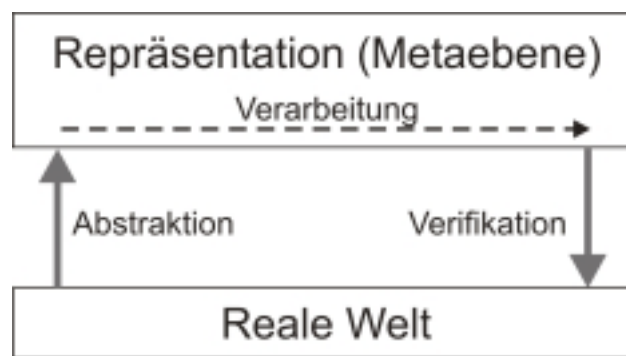 Repräsentation (Metaebene)
Verarbeitung
Abstraktion
Verifikation
Reale Welt